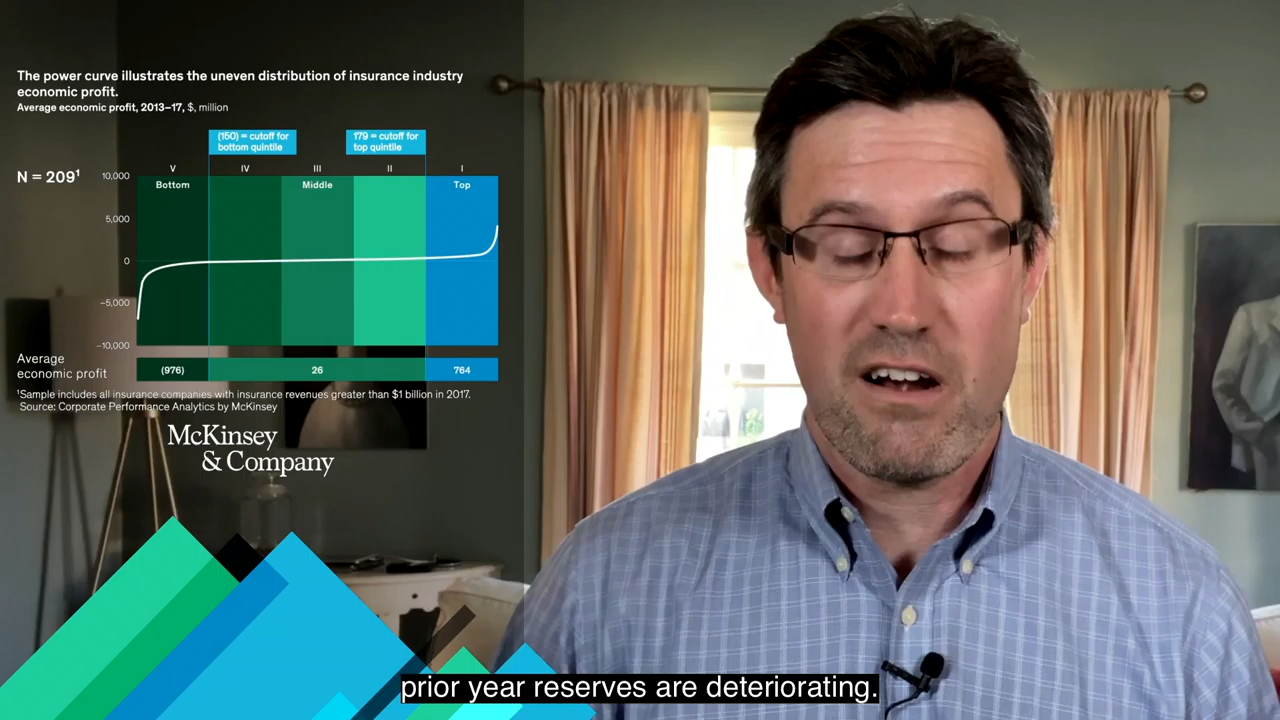 The power curve illustrates the uneven distribution of insurance industry
economic profit.
Average economic profit, 2013–17, $, million
(150) = cutoff for
bottom quintile
179 = cutoff for
top quintile
N = 209¹
V IV III II I
Bottom Middle Top
10,000
5,000
0
–5,000
–10,000
Average
economic profit
(976) 26 764
¹Sample includes all insurance companies with insurance revenues greater than $1 billion in 2017.
Source: Corporate Performance Analytics by McKinsey
McKinsey
& Company
prior year reserves are deteriorating.